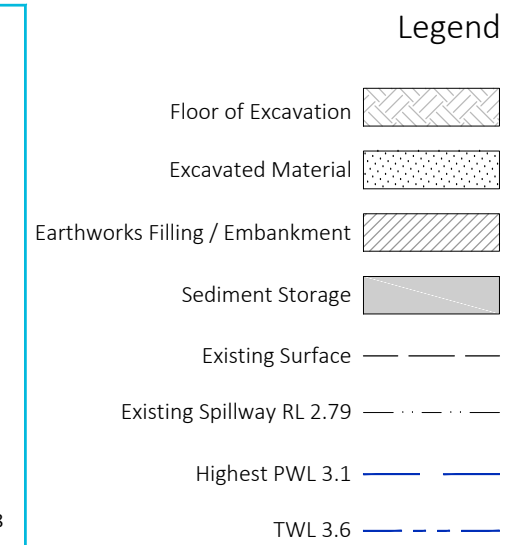 Legend
Floor of Excavation
Excavated Material
Earthworks Filling / Embankment
Sediment Storage
Existing Surface
Existing Spillway RL 2.79
Highest PWL 3.1
TWL 3.6